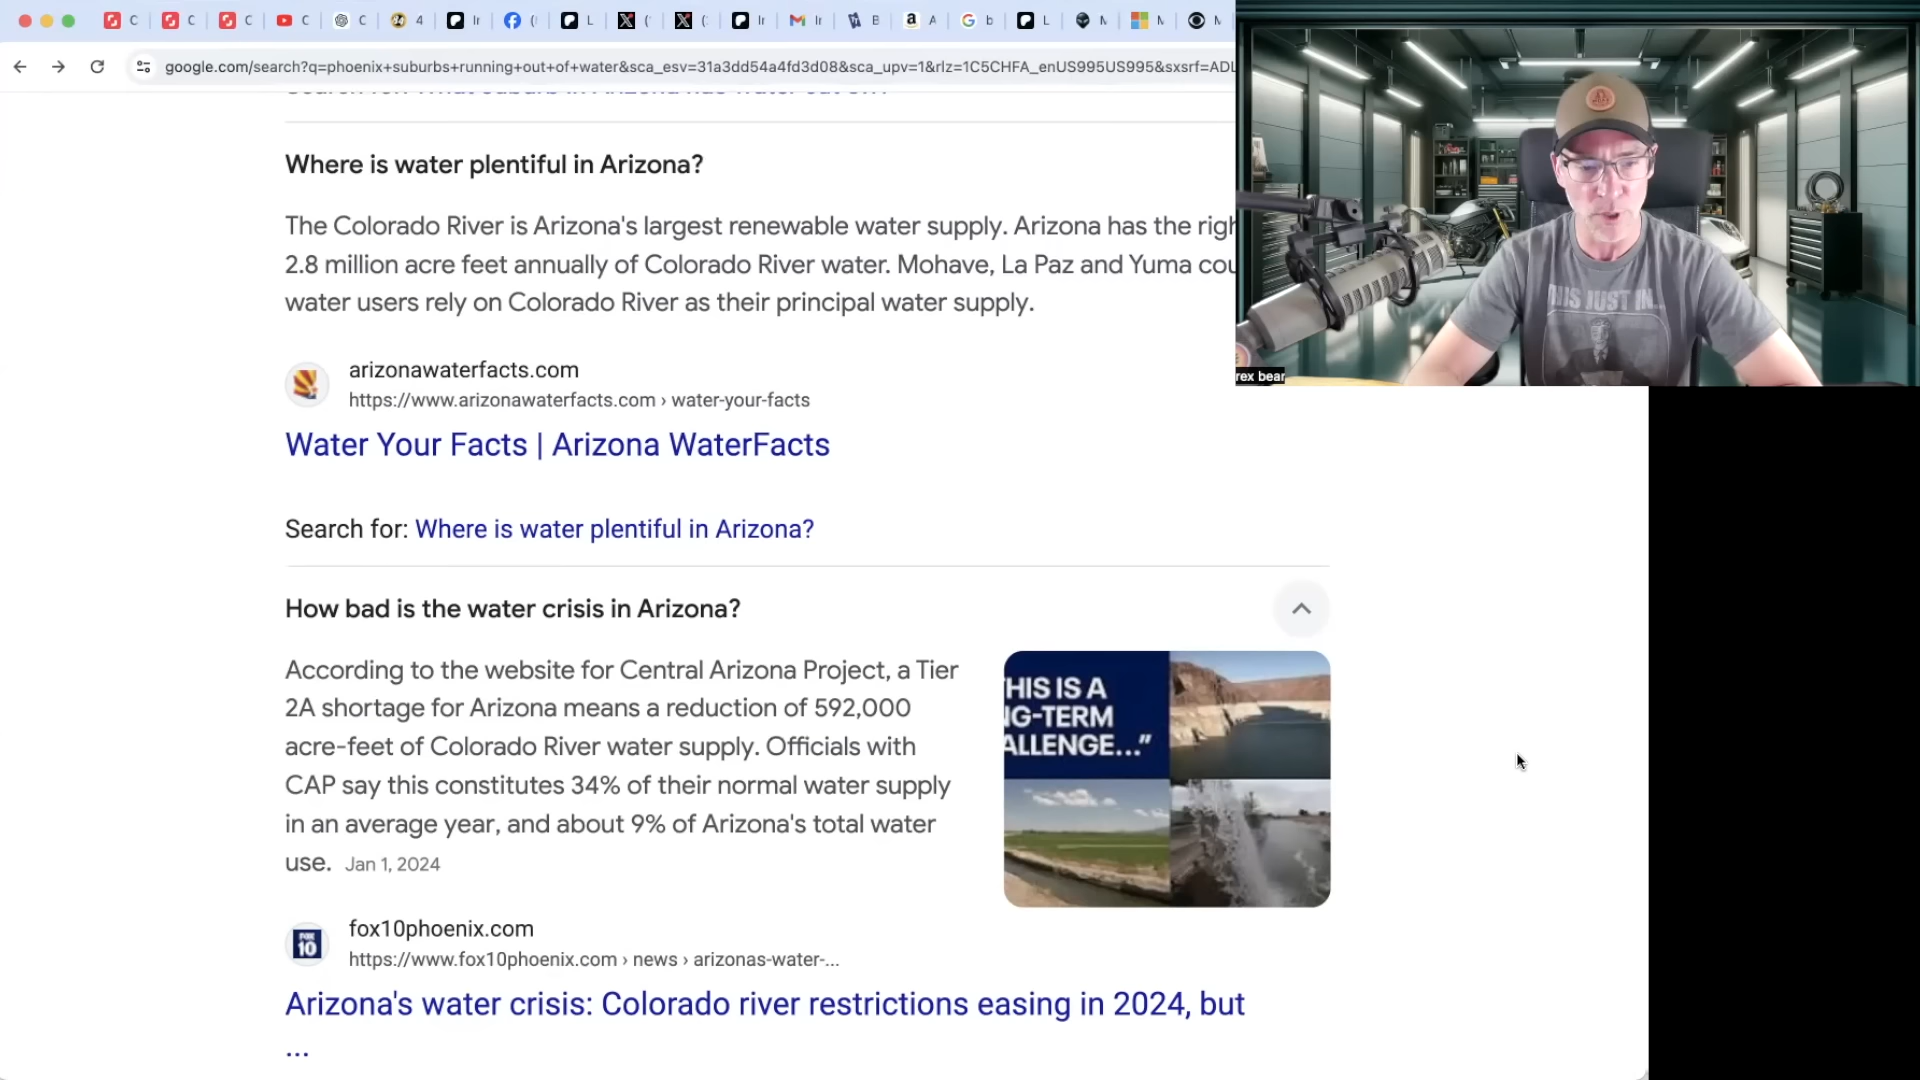 C
C
C
C
C
4
Ir
(
L
(
(
Ir
Ir
B
a A
G b
L
M
M
M
google.com/search?q=phoenix+suburbs+running+out+of+water&sca_esv=31a3dd54a4fd3d08&sca_upv=1&rlz=1C5CHFA_enUS995US995&sxsrf=ADL
Where is water plentiful in Arizona?
The Colorado River is Arizona's largest renewable water supply. Arizona has the righ
2.8 million acre feet annually of Colorado River water. Mohave, La Paz and Yuma cou
water users rely on Colorado River as their principal water supply.
arizonawaterfacts.com
https://www.arizonawaterfacts.com › water-your-facts
Water Your Facts | Arizona WaterFacts
Search for: Where is water plentiful in Arizona?
How bad is the water crisis in Arizona?
According to the website for Central Arizona Project, a Tier
2A shortage for Arizona means a reduction of 592,000
acre-feet of Colorado River water supply. Officials with
CAP say this constitutes 34% of their normal water supply
in an average year, and about 9% of Arizona's total water
use. Jan 1, 2024
HIS IS A
NG-TERM
ALLENGE..."
FOX
10
fox10phoenix.com
https://www.fox10phoenix.com › news › arizonas-water-...
Arizona's water crisis: Colorado river restrictions easing in 2024, but
...
HIS JUST IN...
rex bear